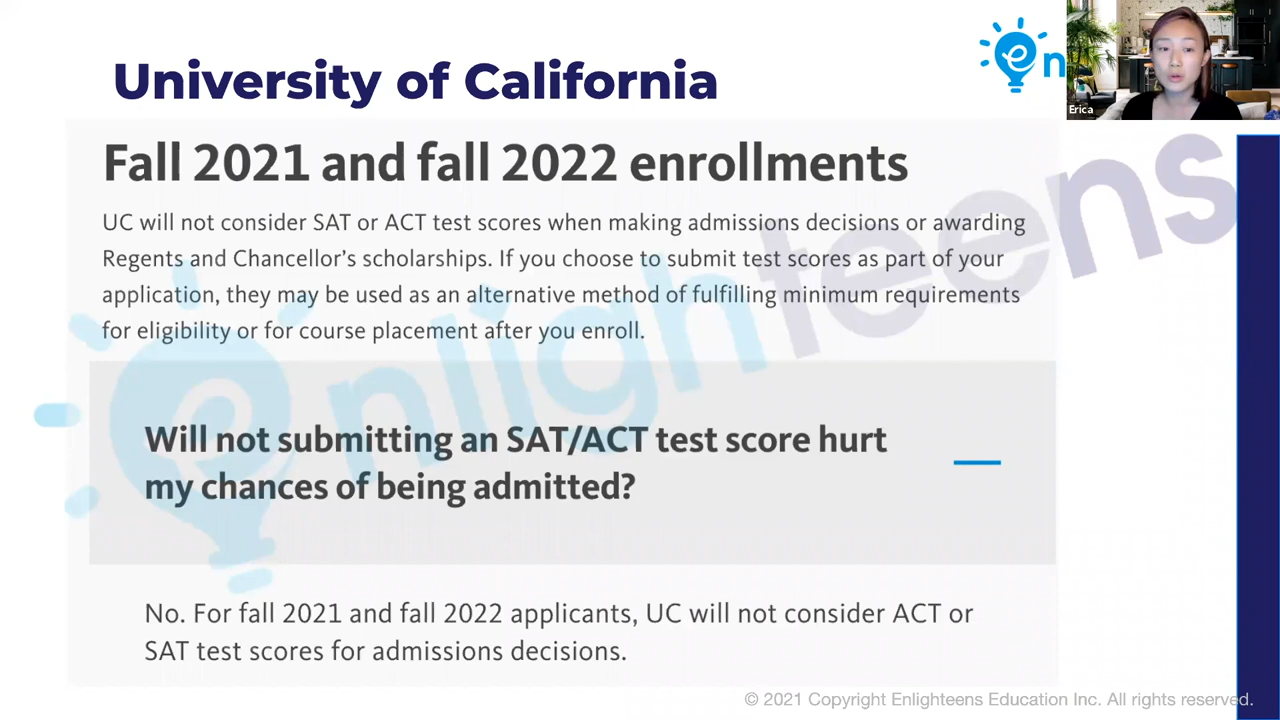 University of California
en
Erica
Fall 2021 and fall 2022 enrollments
UC will not consider SAT or ACT test scores when making admissions decisions or awarding
Regents and Chancellor's scholarships. If you choose to submit test scores as part of your
application, they may be used as an alternative method of fulfilling minimum requirements
for eligibility or for course placement after you enroll.
enlighteens
Will not submitting an SAT/ACT test score hurt
my chances of being admitted?
No. For fall 2021 and fall 2022 applicants, UC will not consider ACT or
SAT test scores for admissions decisions.
© 2021 Copyright Enlighteens Education Inc. All rights reserved.